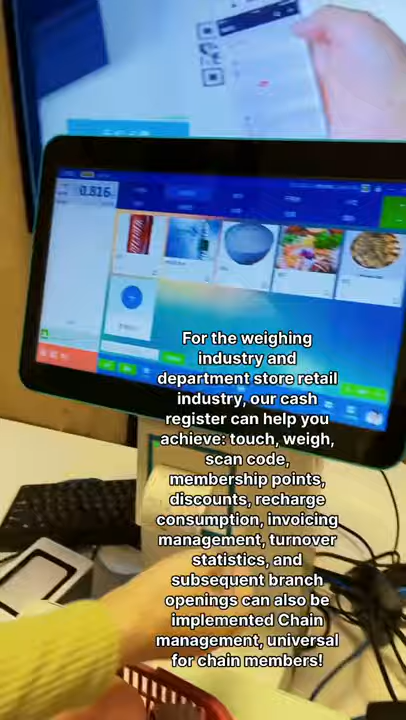 0.816
For the weighing
industry and
department store retail
industry, our cash
register can help you
achieve: touch, weigh,
scan code,
membership points,
discounts, recharge
consumption, invoicing
management, turnover
statistics, and
subsequent branch
openings can also be
implemented Chain
management, universal
for chain members!